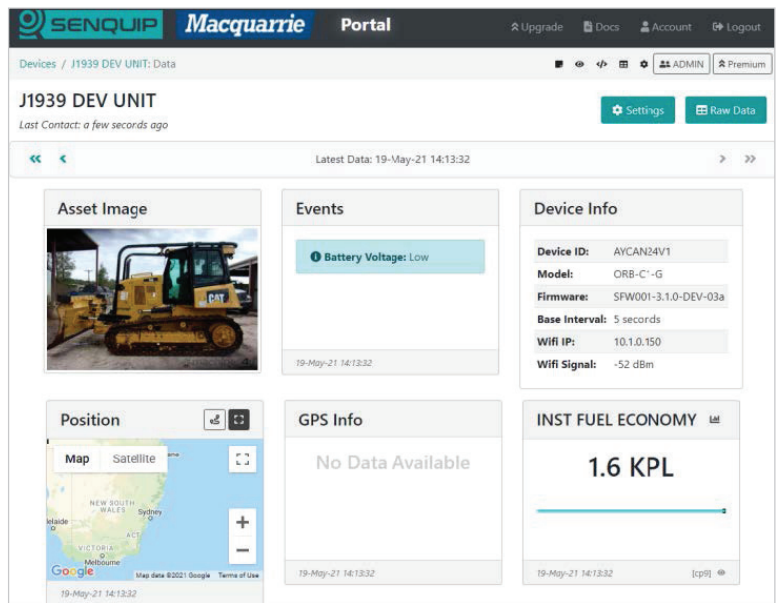 SENQUIP Macquarrie Portal Upgrade Docs Account Logout
Devices / J1939 DEV UNIT: Data ADMIN Premium
J1939 DEV UNIT
Last Contact: a few seconds ago
Settings Raw Data
Latest Data: 19-May-21 14:13:32
Asset Image
CAT
Events
Battery Voltage: Low
19-May-21 14:13:32
Device Info
Device ID: AYCAN24V1
Model: ORB-C1-G
Firmware: SFW001-3.1.0-DEV-03a
Base Interval: 5 seconds
Wifi IP: 10.1.0.150
Wifi Signal: -52 dBm
Position
Map Satellite
NEW SOUTH
WALES
Sydney
elaide
ACT
VICTORIA
Melbourne
Google Map data ©2021 Google Terms of Use
19-May-21 14:13:32
GPS Info
No Data Available
19-May-21 14:13:32
INST FUEL ECONOMY
1.6 KPL
19-May-21 14:13:32 [cp9]